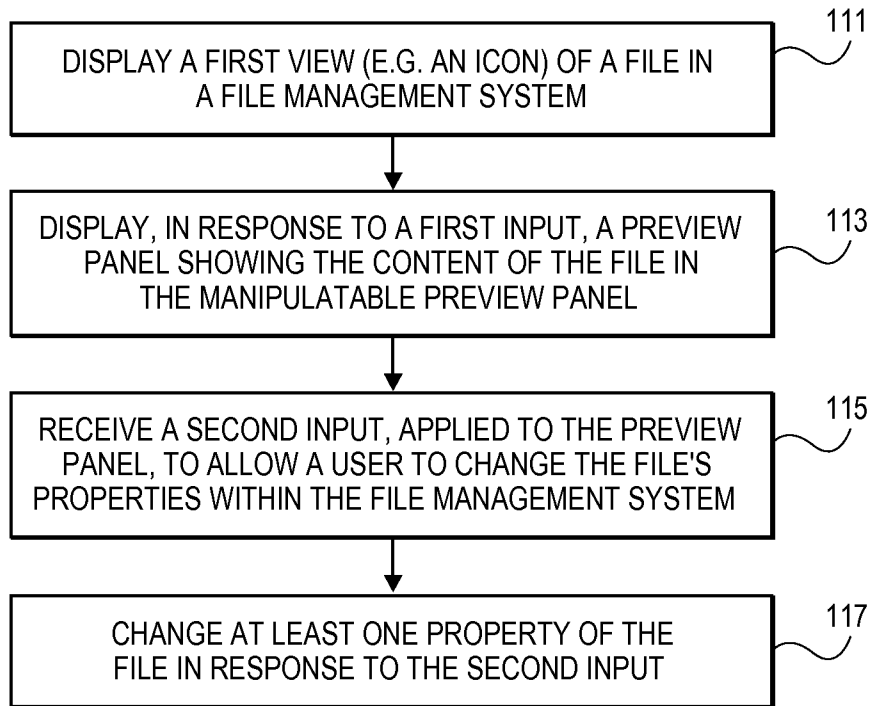 111
DISPLAY A FIRST VIEW (E.G. AN ICON) OF A FILE IN
A FILE MANAGEMENT SYSTEM
113
DISPLAY, IN RESPONSE TO A FIRST INPUT, A PREVIEW
PANEL SHOWING THE CONTENT OF THE FILE IN
THE MANIPULATABLE PREVIEW PANEL
115
RECEIVE A SECOND INPUT, APPLIED TO THE PREVIEW
PANEL, TO ALLOW A USER TO CHANGE THE FILE'S
PROPERTIES WITHIN THE FILE MANAGEMENT SYSTEM
117
CHANGE AT LEAST ONE PROPERTY OF THE
FILE IN RESPONSE TO THE SECOND INPUT